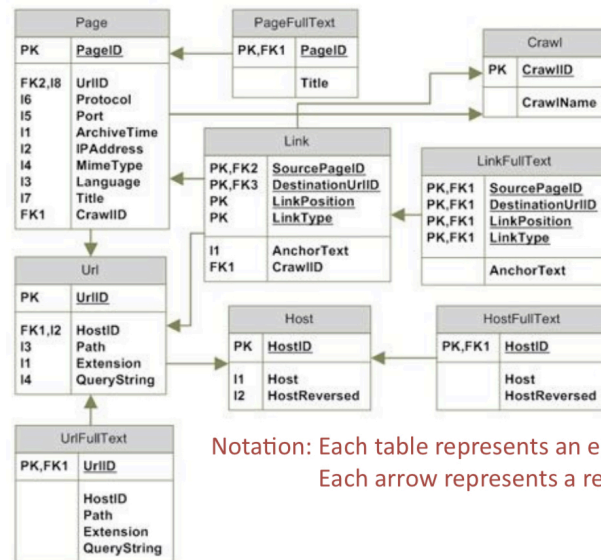 Page
PK PageID
FK2,I8 UrlID
I6 Protocol
I5 Port
I1 ArchiveTime
I2 IPAddress
I4 MimeType
I3 Language
I7 Title
FK1 CrawlID
PageFullText
PK,FK1 PageID
Title
Crawl
PK CrawlID
CrawlName
Link
PK,FK2 SourcePageID
PK,FK3 DestinationUrlID
PK LinkPosition
PK LinkType
I1 AnchorText
FK1 CrawlID
LinkFullText
PK,FK1 SourcePageID
PK,FK1 DestinationUrlID
PK,FK1 LinkPosition
PK,FK1 LinkType
AnchorText
Url
PK UrlID
FK1,I2 HostID
I3 Path
I1 Extension
I4 QueryString
Host
PK HostID
I1 Host
I2 HostReversed
HostFullText
PK,FK1 HostID
Host
HostReversed
UrlFullText
PK,FK1 UrlID
HostID
Path
Extension
QueryString
Notation: Each table represents an e
Each arrow represents a re